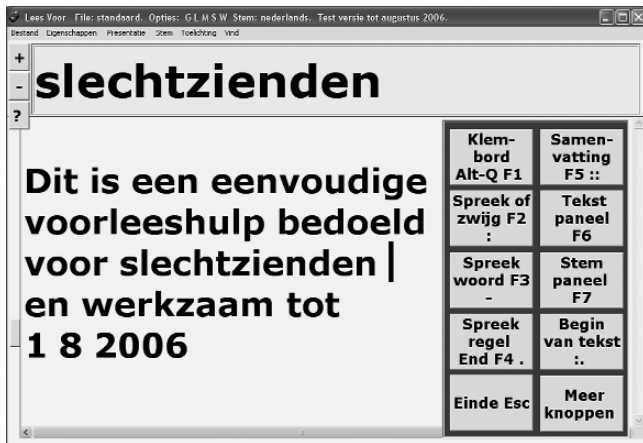 Lees Voor File: standaard. Opties: G L M S W Stem: nederlands. Test versie tot augustus 2006.
Bestand Eigenschappen Presentatie Stem Toelichting Vind
+
-
?
slechtzienden
Dit is een eenvoudige
voorleeshulp bedoeld
voor slechtzienden
en werkzaam tot
1 8 2006
Klem-
bord
Alt-Q F1
Samen-
vatting
F5 ::
Spreek of
zwijg F2
:
Tekst
paneel
F6
Spreek
woord F3
-
Stem
paneel
F7
Spreek
regel
End F4 .
Begin
van tekst
:.
Einde Esc
Meer
knoppen